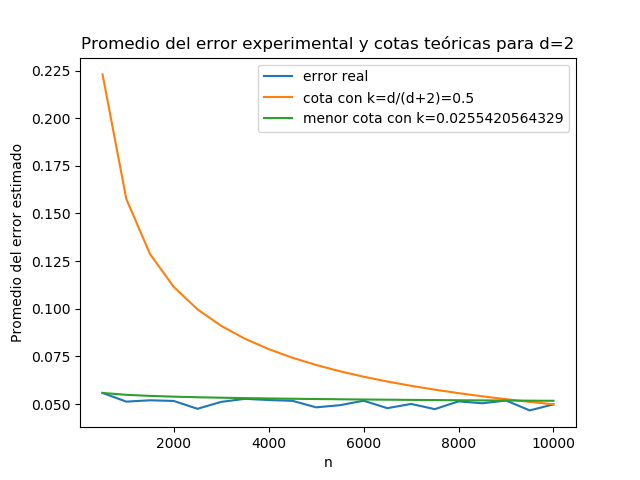 Promedio del error experimental y cotas teóricas para d=2
error real
cota con k=d/(d+2)=0.5
menor cota con k=0.0255420564329
Promedio del error estimado
0.225
0.200
0.175
0.150
0.125
0.100
0.075
0.050
2000
4000
6000
8000
10000
n